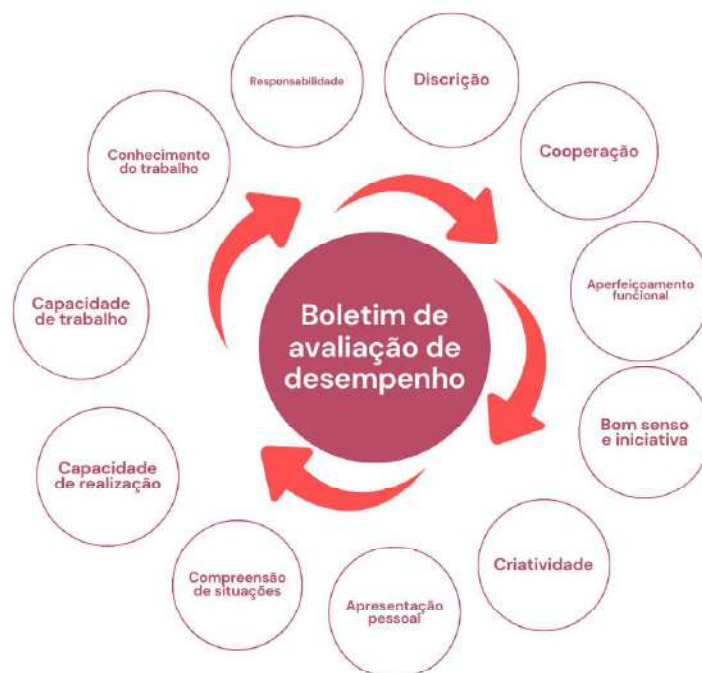 Responsabilidade
Discrição
Cooperação
Aperfeiçoamento
funcional
Bom senso
e iniciativa
Criatividade
Apresentação
pessoal
Compreensão
de situações
Capacidade
de realização
Capacidade
de trabalho
Conhecimento
do trabalho
Boletim de
avaliação de
desempenho